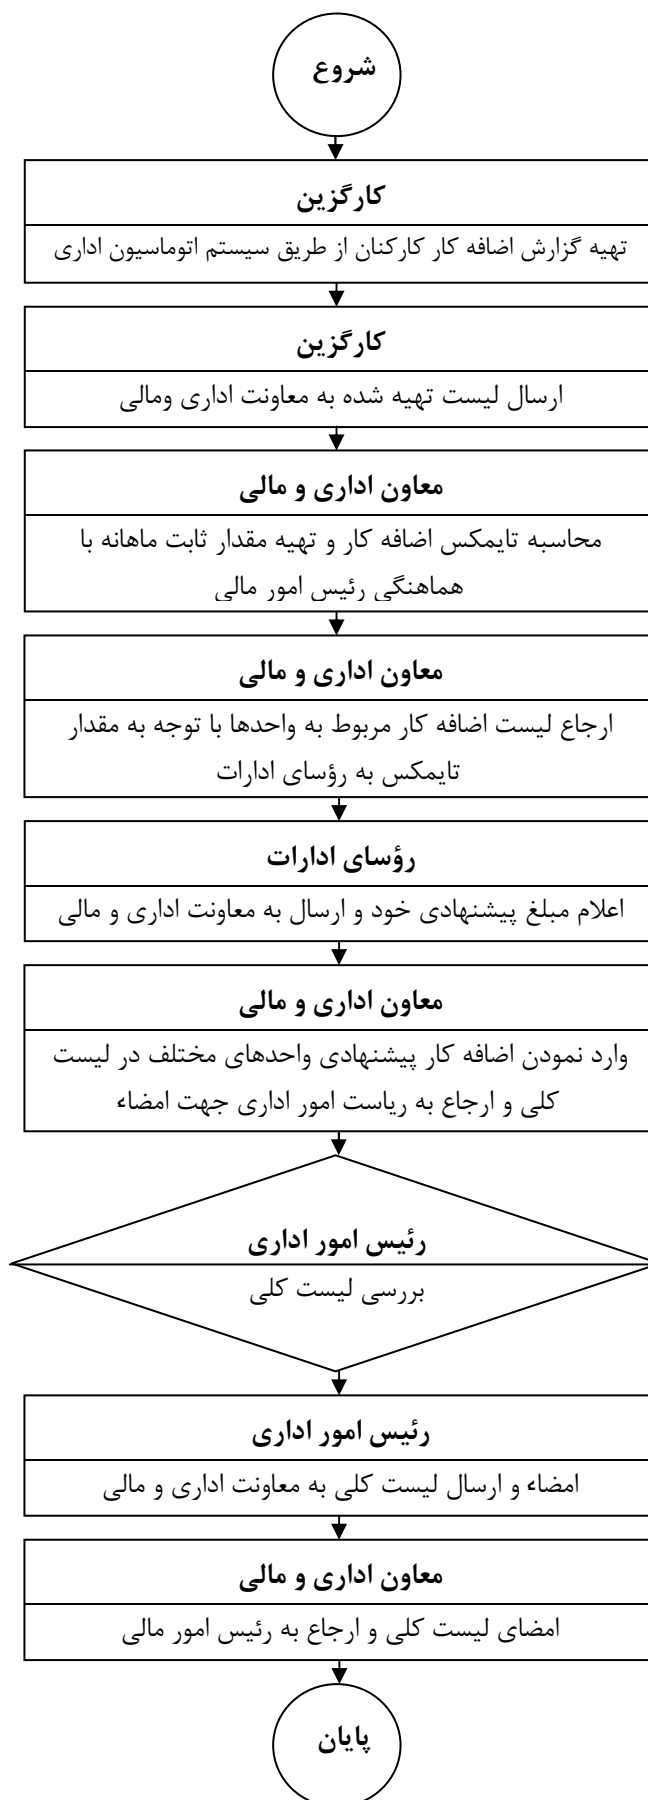 شروع
کارگزین
تهیه گزارش اضافه کار کارکنان از طریق سیستم اتوماسیون اداری
کارگزین
ارسال لیست تهیه شده به معاونت اداری ومالی
معاون اداری و مالی
محاسبه تایمکس اضافه کار و تهیه مقدار ثابت ماهانه با
هماهنگی رئیس امور مالی
معاون اداری و مالی
ارجاع لیست اضافه کار مربوط به واحدها با توجه به مقدار
تایمکس به رؤسای ادارات
رؤسای ادارات
اعلام مبلغ پیشنهادی خود و ارسال به معاونت اداری و مالی
معاون اداری و مالی
وارد نمودن اضافه کار پیشنهادی واحدهای مختلف در لیست
کلی و ارجاع به ریاست امور اداری جهت امضاء
رئیس امور اداری
بررسی لیست کلی
رئیس امور اداری
امضاء و ارسال لیست کلی به معاونت اداری و مالی
معاون اداری و مالی
امضای لیست کلی و ارجاع به رئیس امور مالی
پایان